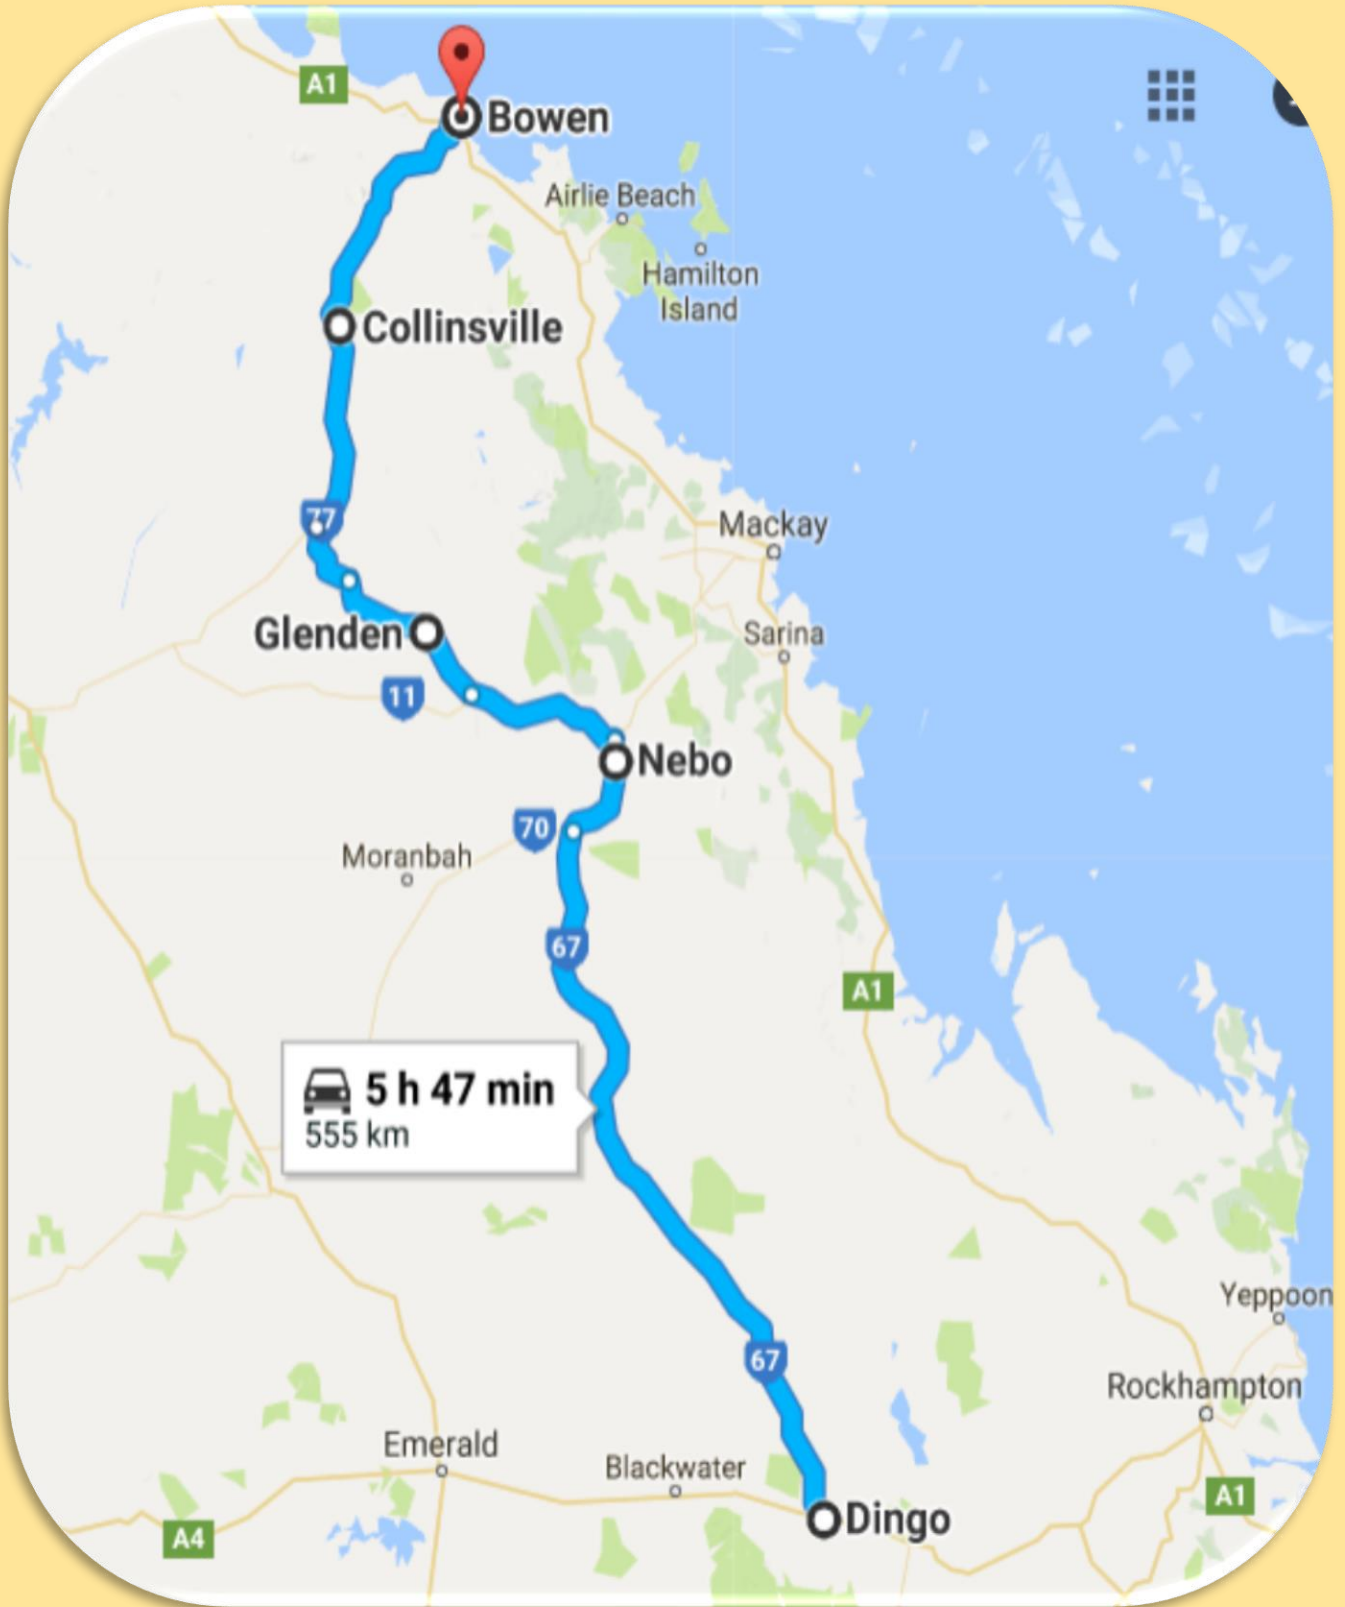 A1
Bowen
Airlie Beach
Hamilton
Island
Collinsville
77
Mackay
Glenden
Sarina
11
Nebo
70
Moranbah
67
A1
5 h 47 min
555 km
Yeppoon
67
Rockhampton
Emerald
Blackwater
A1
Dingo
A4